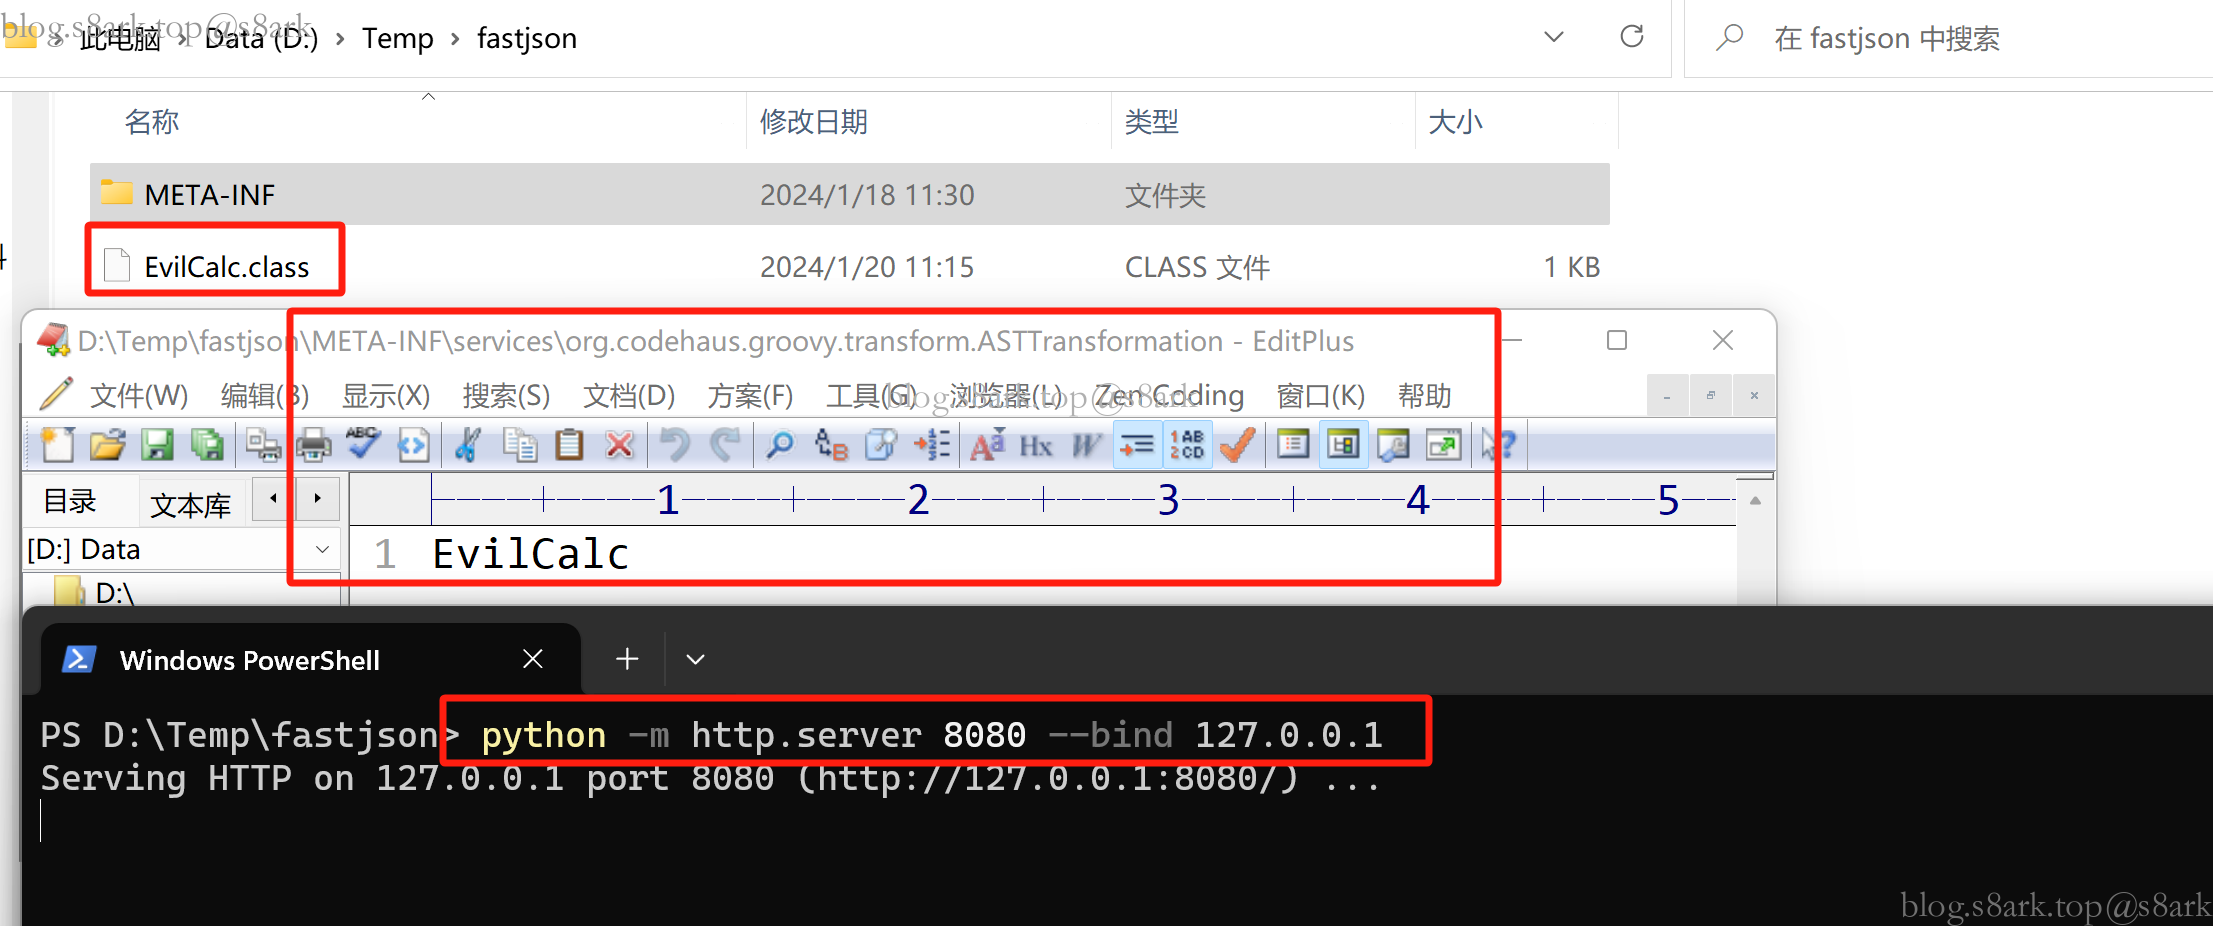 blog.s8ark.top@s8ark
此电脑 › Data (D:) › Temp › fastjson
在 fastjson 中搜索
名称 修改日期 类型 大小
META-INF 2024/1/18 11:30 文件夹
EvilCalc.class 2024/1/20 11:15 CLASS 文件 1 KB
D:\Temp\fastjson\META-INF\services\org.codehaus.groovy.transform.ASTTransformation - EditPlus
文件(W) 编辑(B) 显示(X) 搜索(S) 文档(D) 方案(F) 工具(G) 浏览器(L) Zen Coding 窗口(K) 帮助
blog.s8ark.top@s8ark
目录 文本库
1 2 3 4 5
[D:] Data
1 EvilCalc
D:\
Windows PowerShell
PS D:\Temp\fastjson> python -m http.server 8080 --bind 127.0.0.1
Serving HTTP on 127.0.0.1 port 8080 (http://127.0.0.1:8080/) ...
blog.s8ark.top@s8ark